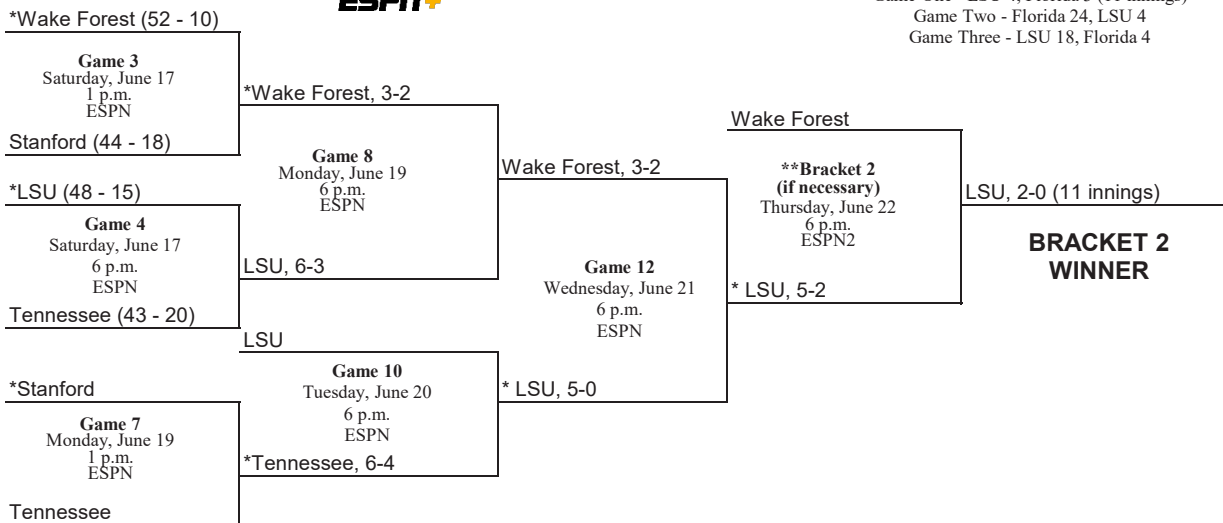 ESPN+
Game Two - Florida 24, LSU 4
Game Three - LSU 18, Florida 4
*Wake Forest (52 - 10)
Game 3
Saturday, June 17
1 p.m.
ESPN
Stanford (44 - 18)
*LSU (48 - 15)
Game 4
Saturday, June 17
6 p.m.
ESPN
Tennessee (43 - 20)
*Stanford
Game 7
Monday, June 19
1 p.m.
ESPN
Tennessee
*Wake Forest, 3-2
Game 8
Monday, June 19
6 p.m.
ESPN
LSU, 6-3
LSU
Game 10
Tuesday, June 20
6 p.m.
ESPN
*Tennessee, 6-4
Wake Forest, 3-2
Game 12
Wednesday, June 21
6 p.m.
ESPN
* LSU, 5-0
Wake Forest
**Bracket 2
(if necessary)
Thursday, June 22
6 p.m.
ESPN2
* LSU, 5-2
LSU, 2-0 (11 innings)
BRACKET 2
WINNER